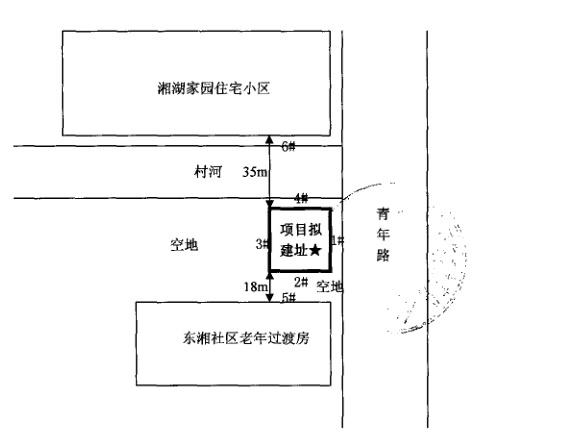 湘湖家园住宅小区
6#
村河 35m
4#
青年路
项目拟
建址★
1#
3#
空地
2#
空地
18m
5#
东湘社区老年过渡房